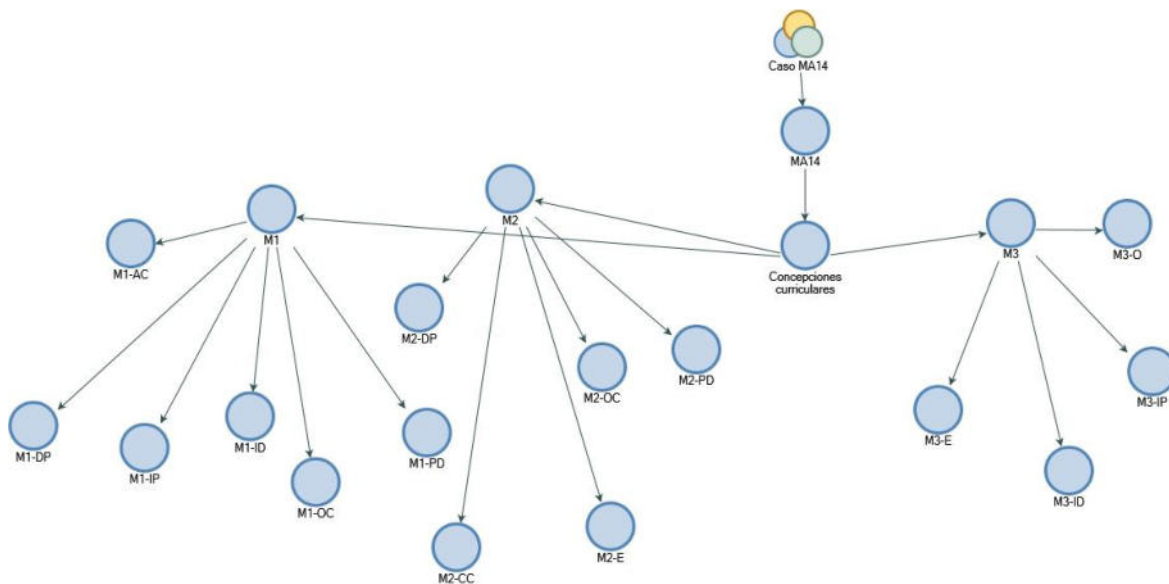 Caso MA14
MA14
M2
M1
M3
M3-O
M1-AC
Concepciones
curriculares
M2-DP
M2-OC
M2-PD
M3-IP
M3-E
M1-DP
M1-IP
M1-ID
M1-PD
M3-ID
M1-OC
M2-E
M2-CC